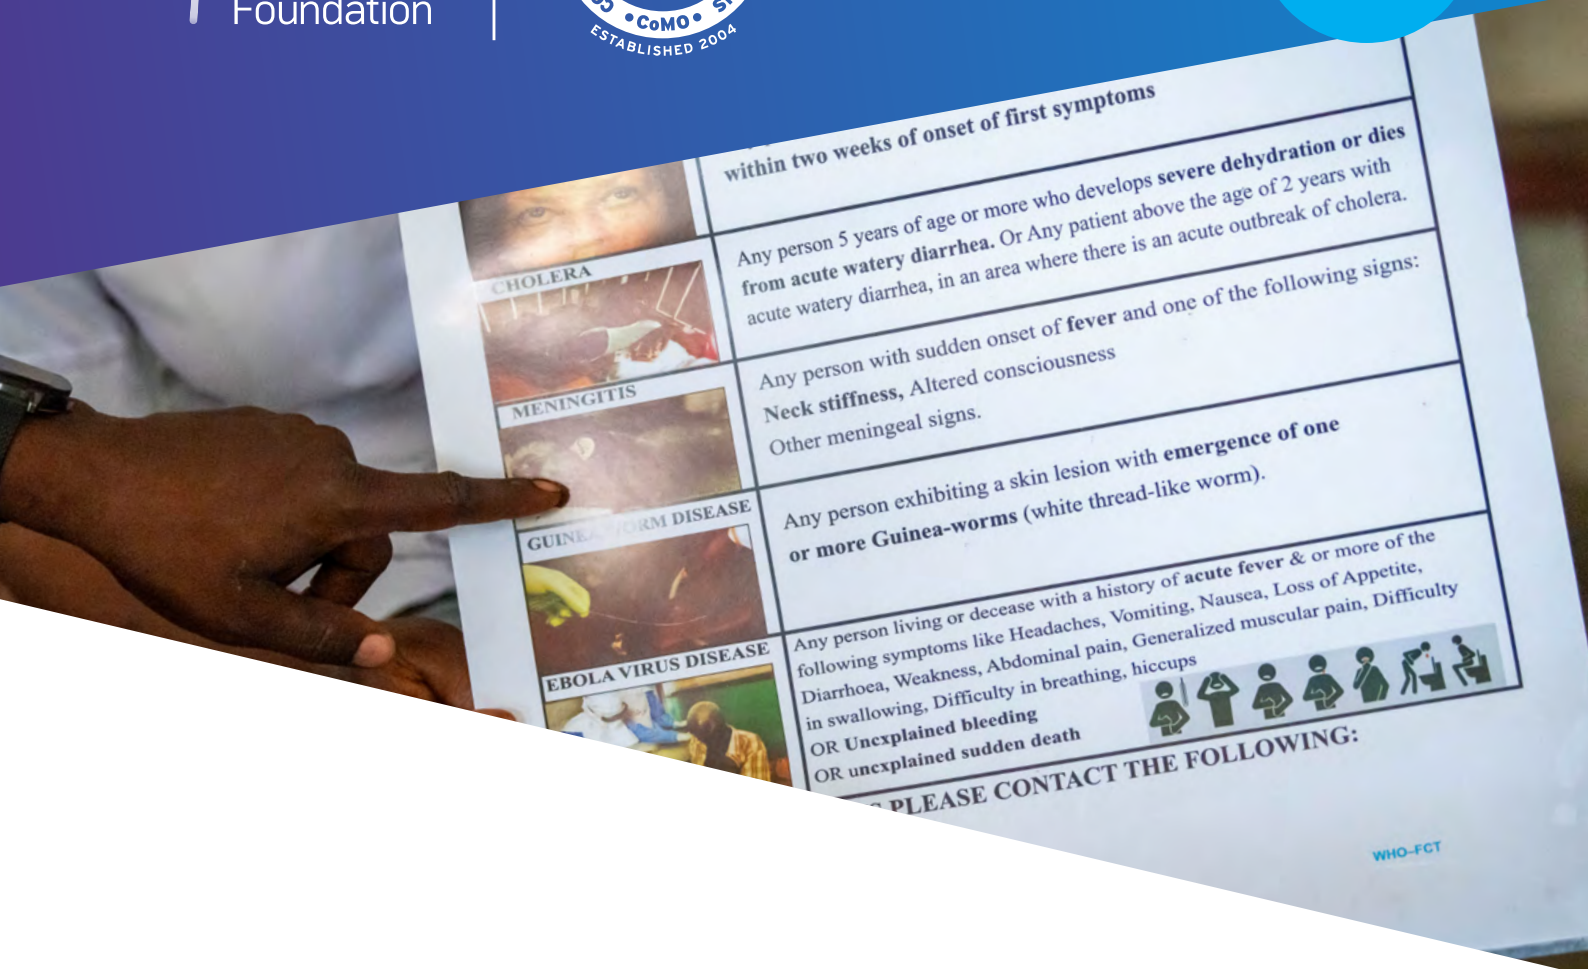 Foundation
CoMO
ESTABLISHED 2004
within two weeks of onset of first symptoms
CHOLERA
Any person 5 years of age or more who develops severe dehydration or dies
from acute watery diarrhea. Or Any patient above the age of 2 years with
acute watery diarrhea, in an area where there is an acute outbreak of cholera.
MENINGITIS
Any person with sudden onset of fever and one of the following signs:
Neck stiffness, Altered consciousness
Other meningeal signs.
GUINEA WORM DISEASE
Any person exhibiting a skin lesion with emergence of one
or more Guinea-worms (white thread-like worm).
EBOLA VIRUS DISEASE
Any person living or decease with a history of acute fever & or more of the
following symptoms like Headaches, Vomiting, Nausea, Loss of Appetite,
Diarrhoea, Weakness, Abdominal pain, Generalized muscular pain, Difficulty
in swallowing, Difficulty in breathing, hiccups
OR Unexplained bleeding
OR unexplained sudden death
PLEASE CONTACT THE FOLLOWING:
WHO-FCT